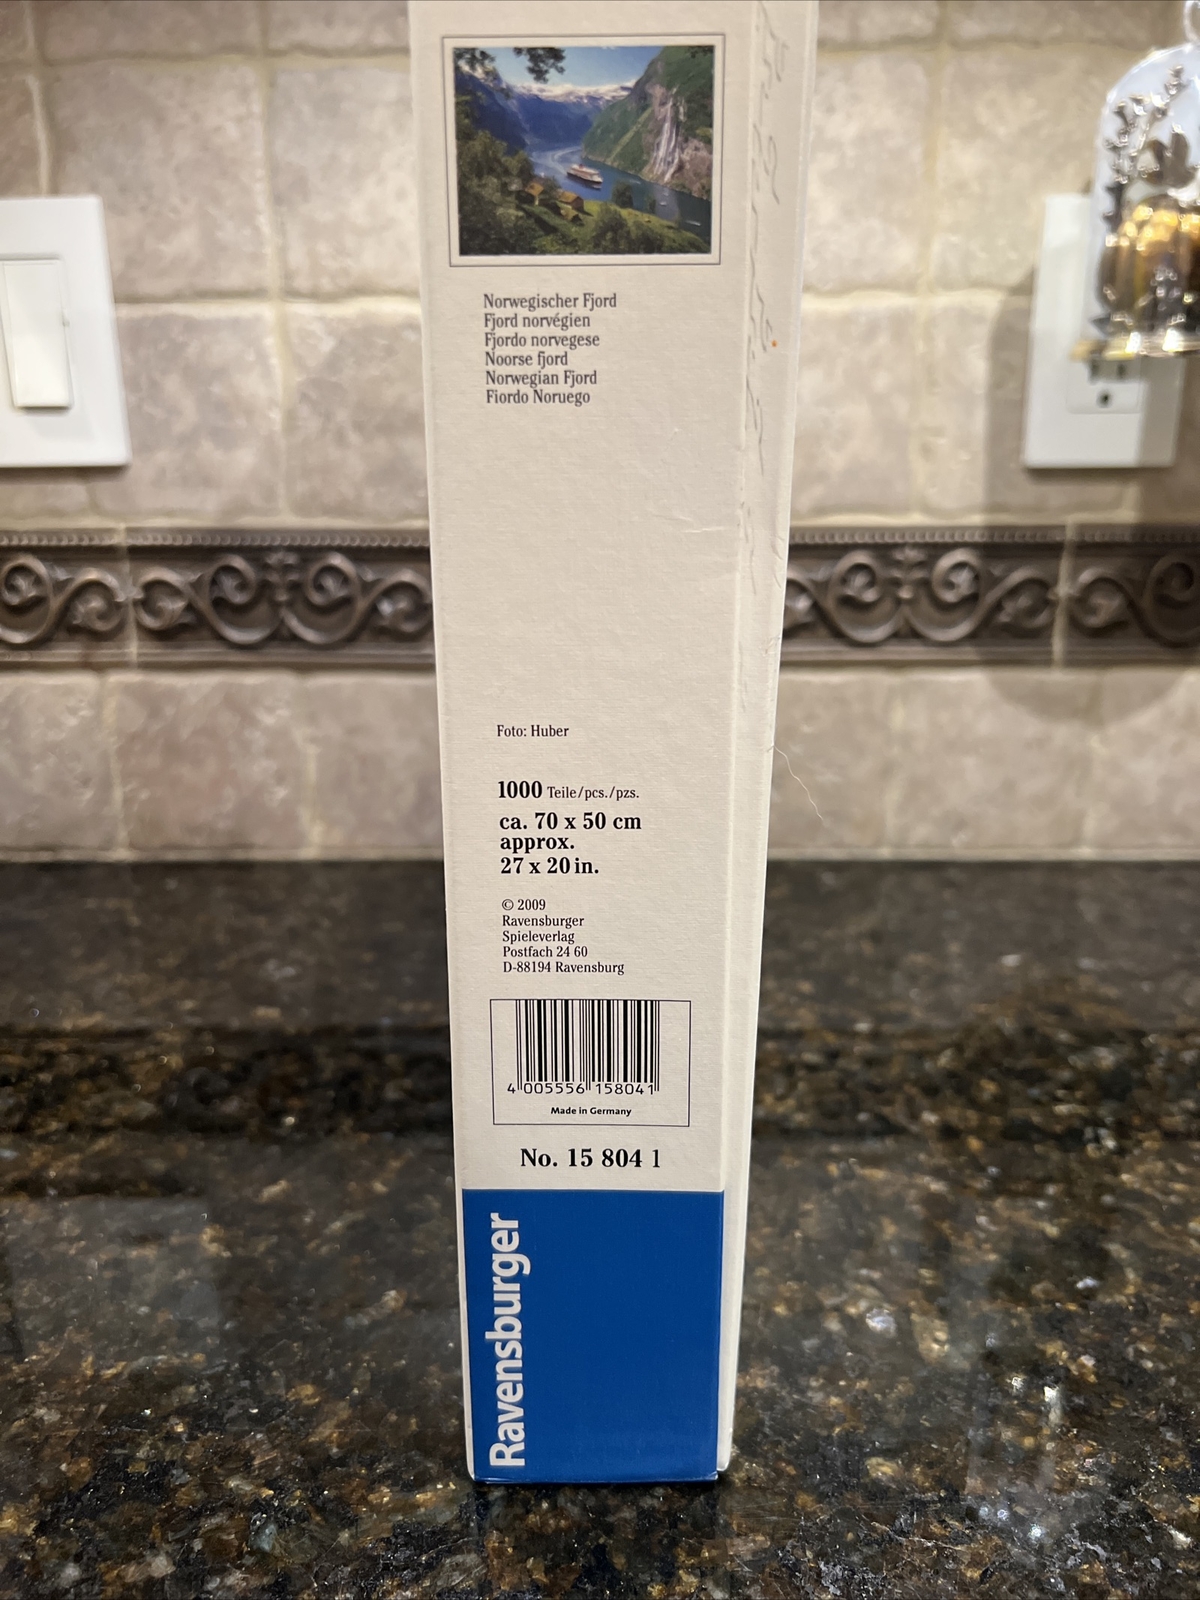 Norwegischer Fjord
Fjord norvégien
Fjordo norvegese
Noorse fjord
Norwegian Fjord
Fiordo Noruego
Foto: Huber
1000 Teile/pcs./pzs.
ca. 70 x 50 cm
approx.
27 x 20 in.
© 2009
Ravensburger
Spieleverlag
Postfach 24 60
D-88194 Ravensburg
4 005556 158041
Made in Germany
No. 15 804 1
Ravensburger